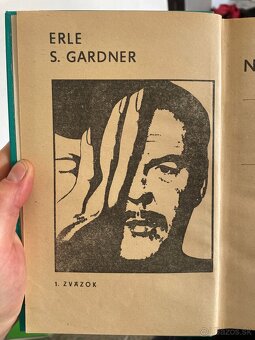 ERLE
S. GARDNER
N
1. ZVÄZOK